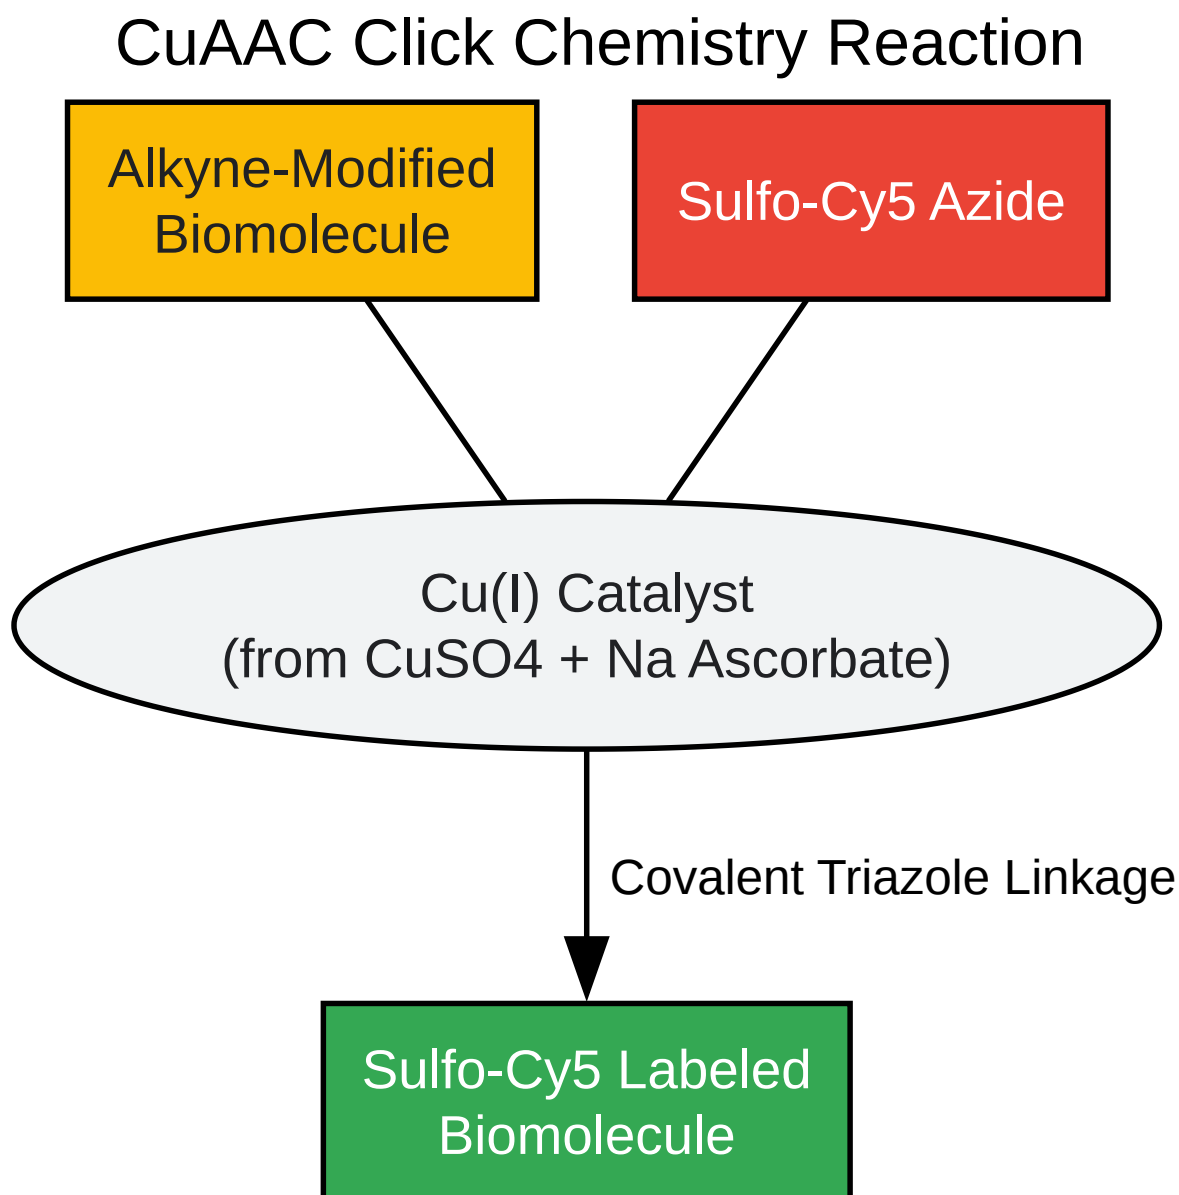 CuAAC Click Chemistry Reaction
Alkyne-Modified
Biomolecule
Sulfo-Cy5 Azide
Cu(I) Catalyst
(from CuSO4 + Na Ascorbate)
Covalent Triazole Linkage
Sulfo-Cy5 Labeled
Biomolecule